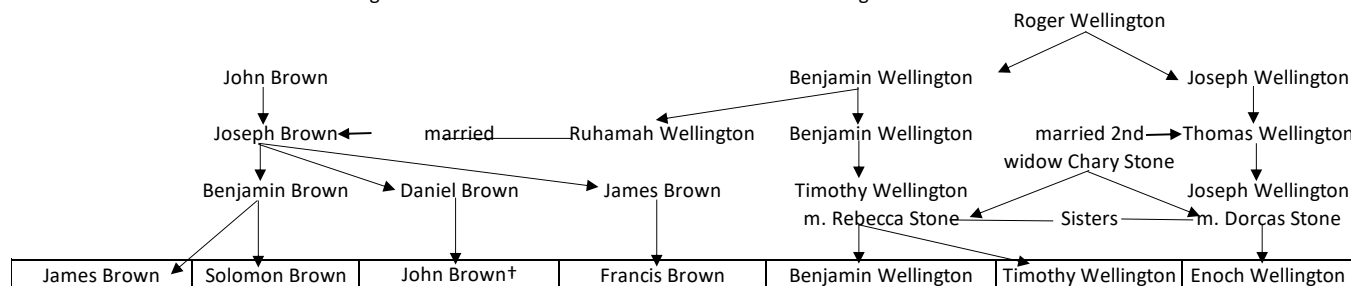 Roger Wellington
John Brown Benjamin Wellington Joseph Wellington
Joseph Brown married Ruhamah Wellington Benjamin Wellington married 2nd Thomas Wellington
widow Chary Stone
Benjamin Brown Daniel Brown James Brown Timothy Wellington Joseph Wellington
m. Rebecca Stone Sisters m. Dorcas Stone
James Brown Solomon Brown John Brown† Francis Brown Benjamin Wellington Timothy Wellington Enoch Wellington